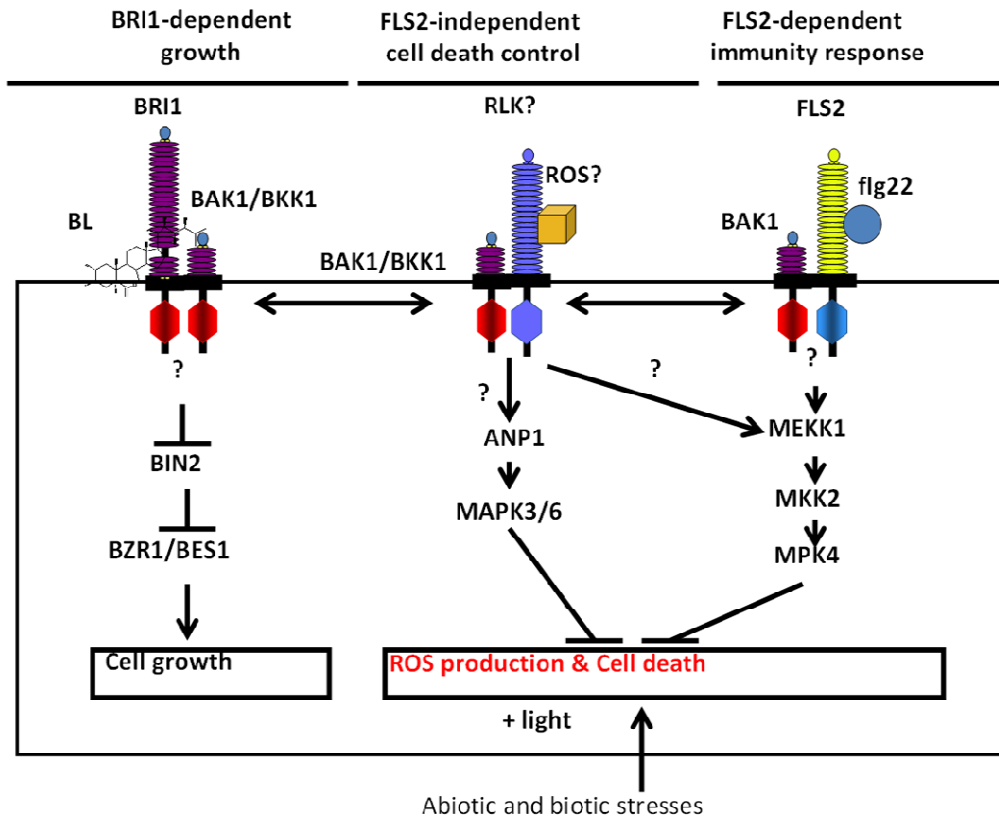 BRI1-dependent
growth
FLS2-independent
cell death control
FLS2-dependent
immunity response
BRI1
RLK?
FLS2
ROS?
flg22
BAK1/BKK1
BL
BAK1
BAK1/BKK1
?
?
?
?
ANP1
MEKK1
BIN2
MKK2
MAPK3/6
BZR1/BES1
MPK4
Cell growth
ROS production & Cell death
+ light
Abiotic and biotic stresses